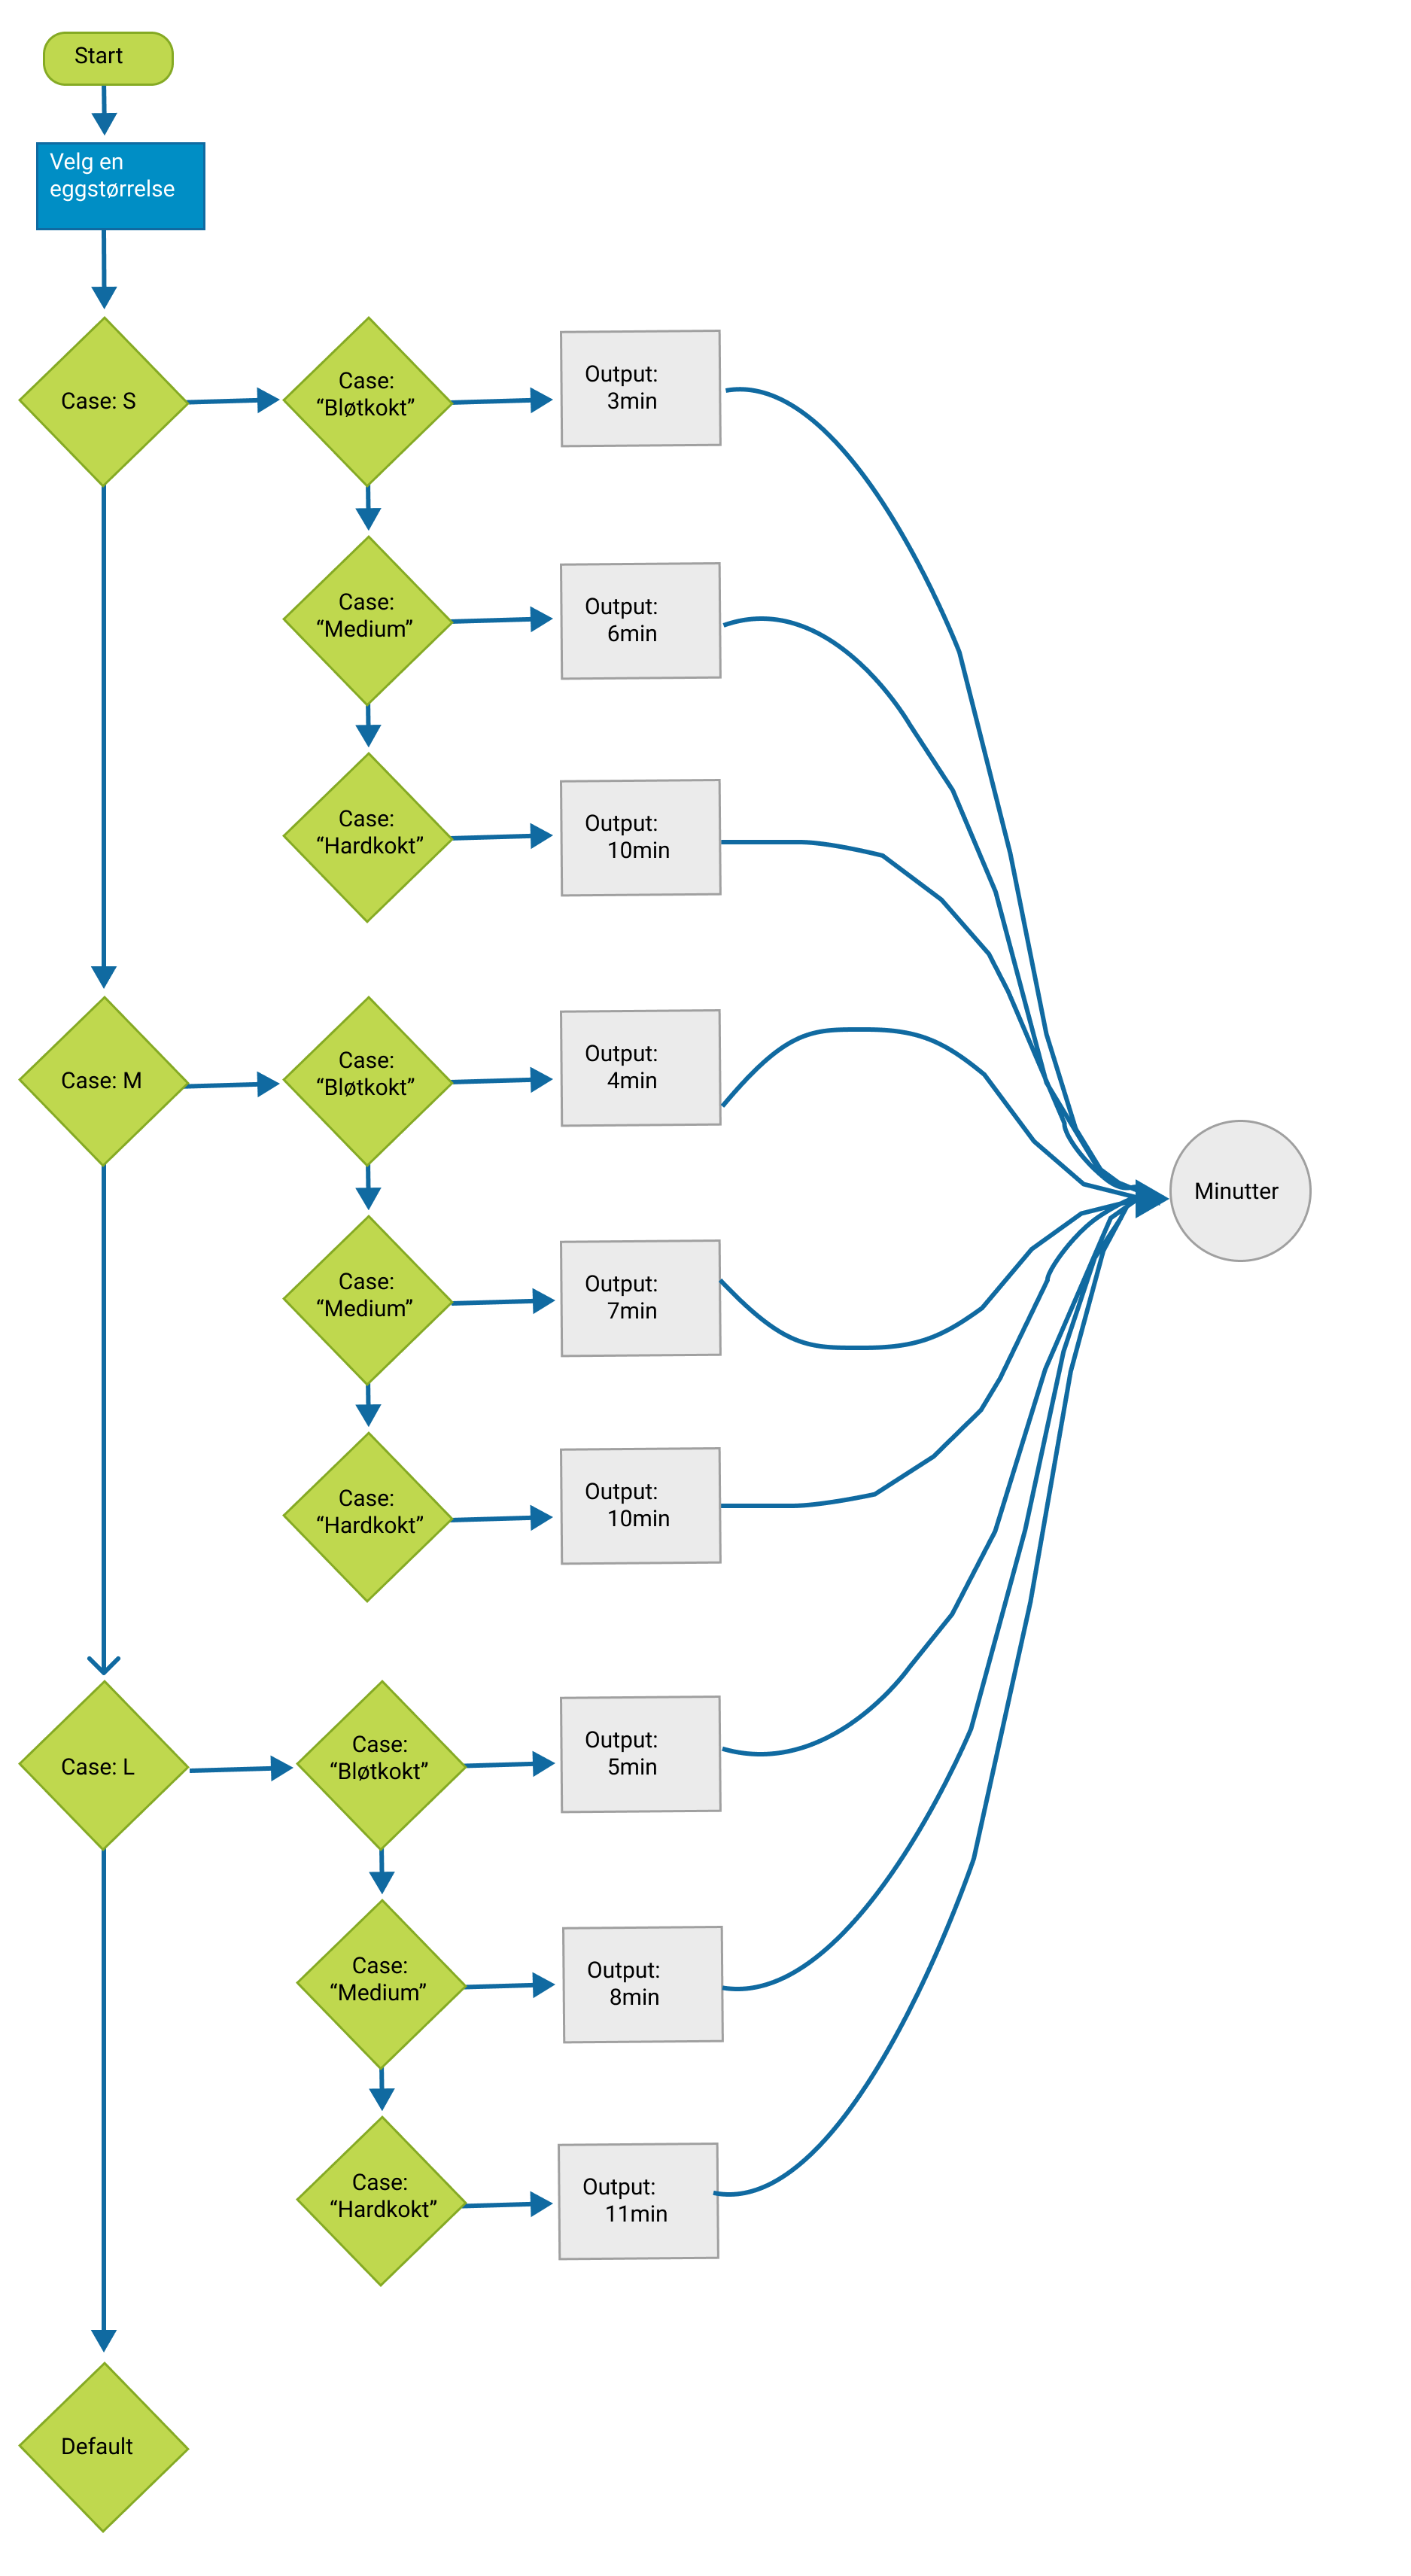 Start
Velg en
eggstørrelse
Case: S
Case:
“Bløtkokt”
Output:
3min
Case:
“Medium”
Output:
6min
Case:
“Hardkokt”
Output:
10min
Case: M
Case:
“Bløtkokt”
Output:
4min
Case:
“Medium”
Output:
7min
Case:
“Hardkokt”
Output:
10min
Minutter
Case: L
Case:
“Bløtkokt”
Output:
5min
Case:
“Medium”
Output:
8min
Case:
“Hardkokt”
Output:
11min
Default